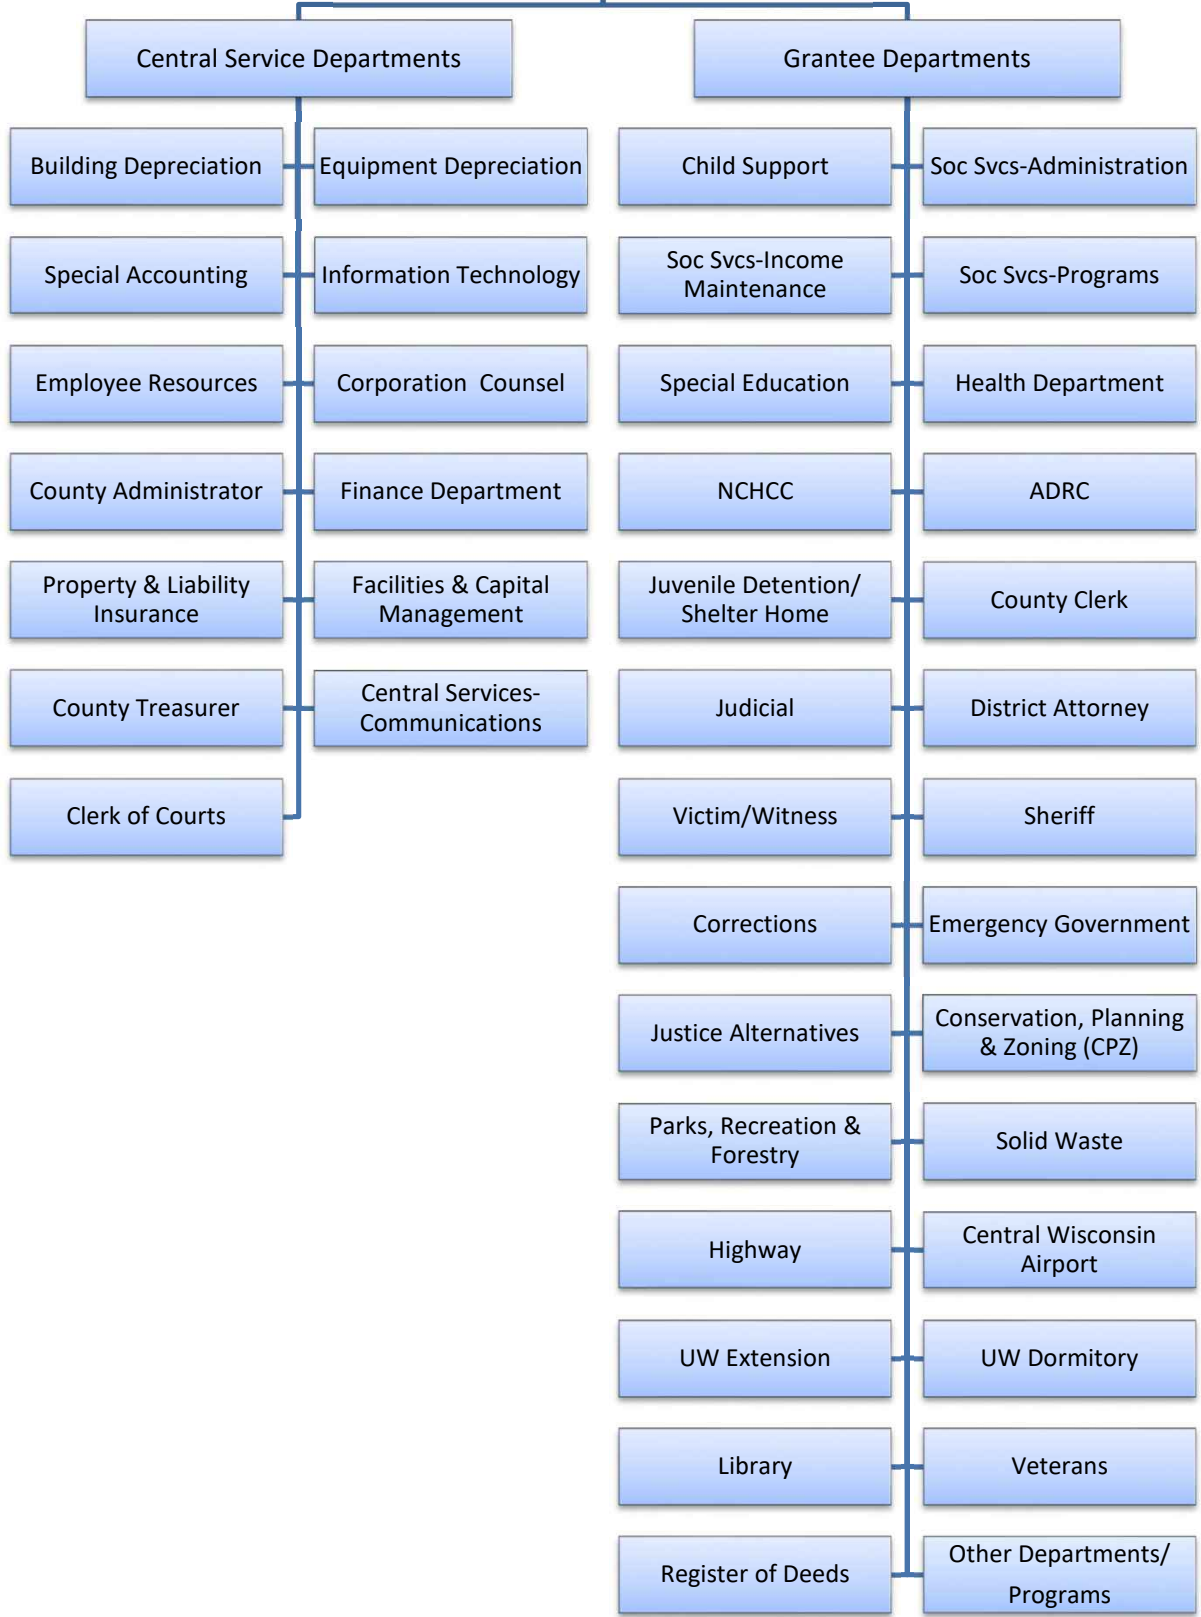 Central Service Departments
Grantee Departments
Building Depreciation
Equipment Depreciation
Special Accounting
Information Technology
Employee Resources
Corporation  Counsel
County Administrator
Finance Department
Property & Liability
Insurance
Facilities & Capital
Management
County Treasurer
Central Services-
Communications
Clerk of Courts
Child Support
Soc Svcs-Administration
Soc Svcs-Income
Maintenance
Soc Svcs-Programs
Special Education
Health Department
NCHCC
ADRC
Juvenile Detention/
Shelter Home
County Clerk
Judicial
District Attorney
Victim/Witness
Sheriff
Corrections
Emergency Government
Justice Alternatives
Conservation, Planning
& Zoning (CPZ)
Parks, Recreation &
Forestry
Solid Waste
Highway
Central Wisconsin
Airport
UW Extension
UW Dormitory
Library
Veterans
Register of Deeds
Other Departments/
Programs